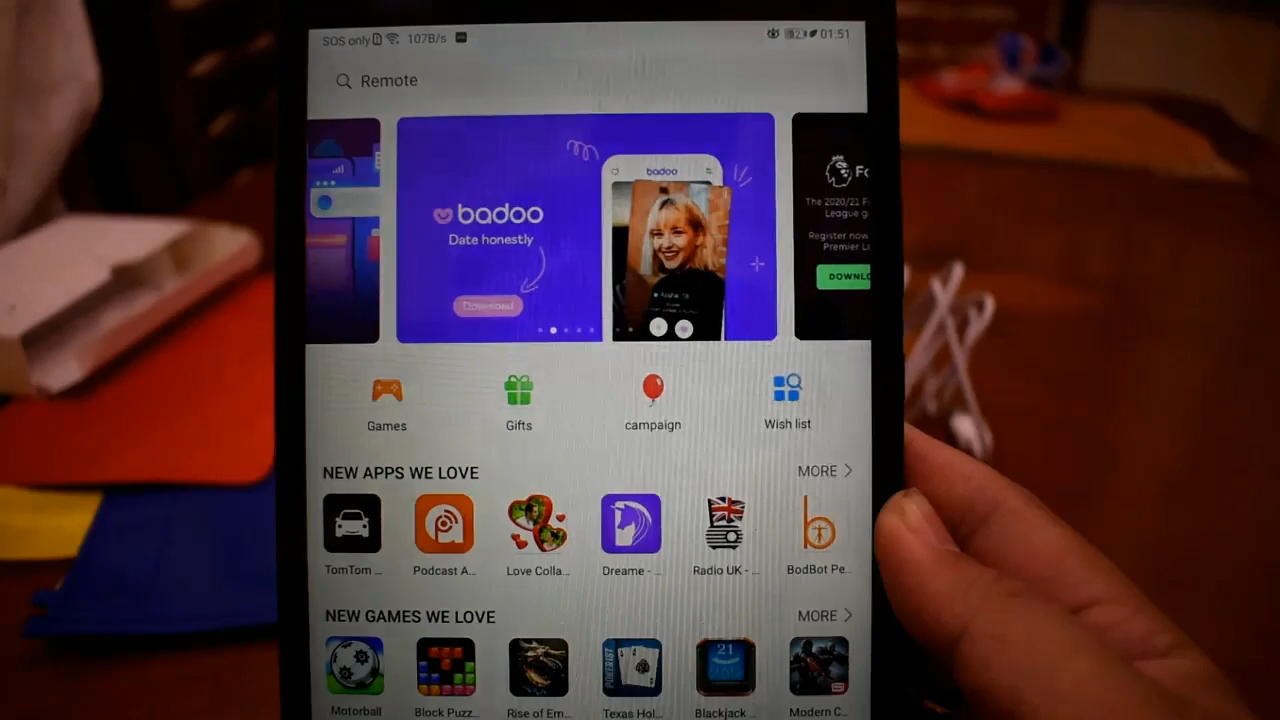 SOS only 107B/s 01:51
Remote
badoo
badoo
Date honestly
Download
The 2020/21 F
League g
Register now
Premier L
DOWNLO
Games Gifts campaign Wish list
NEW APPS WE LOVE MORE
TomTom ... Podcast A... Love Colla... Dreame - ... Radio UK - ... BodBot Pe...
NEW GAMES WE LOVE MORE
POKERIST
21
Motorball Block Puzz... Rise of Em... Texas Hol... Blackjack ... Modern C...